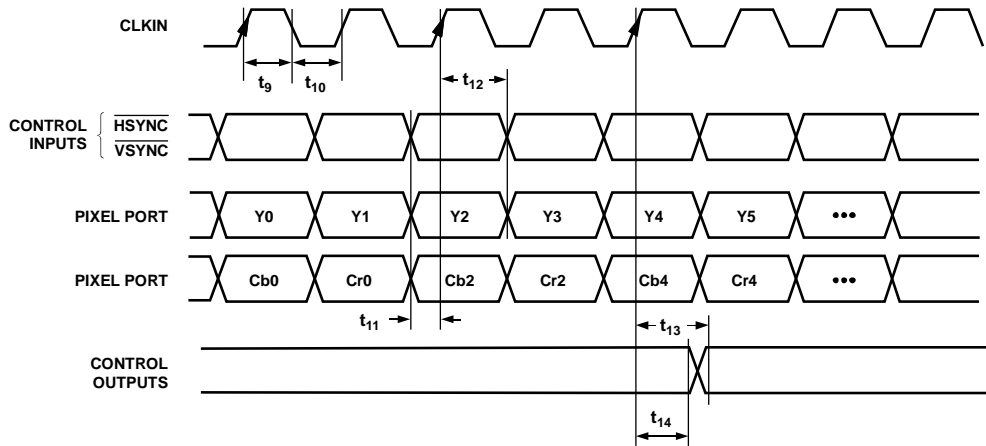 CLKIN
t9 t10 t12
CONTROL INPUTS HSYNC VSYNC
PIXEL PORT Y0 Y1 Y2 Y3 Y4 Y5 •••
PIXEL PORT Cb0 Cr0 Cb2 Cr2 Cb4 Cr4 •••
t11 t13
CONTROL OUTPUTS
t14